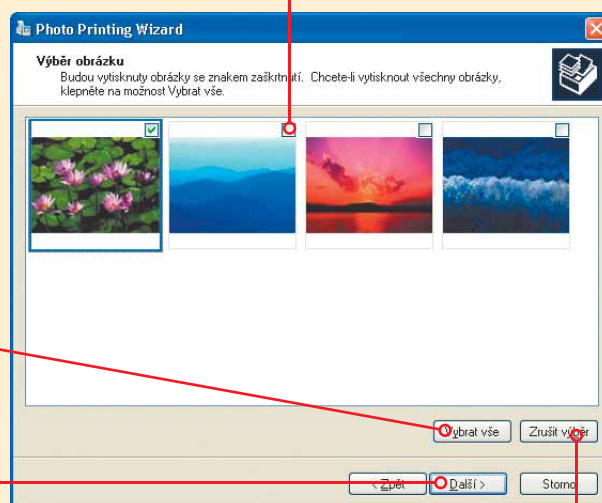 Photo Printing Wizard
Výběr obrázku
Budou vytisknuty obrázky se znakem zaškrtnutí. Chcete-li vytisknout všechny obrázky,
klepněte na možnost Vybrat vše.
Vybrat vše
Zrušit výběr
< Zpět
Další >
Storno